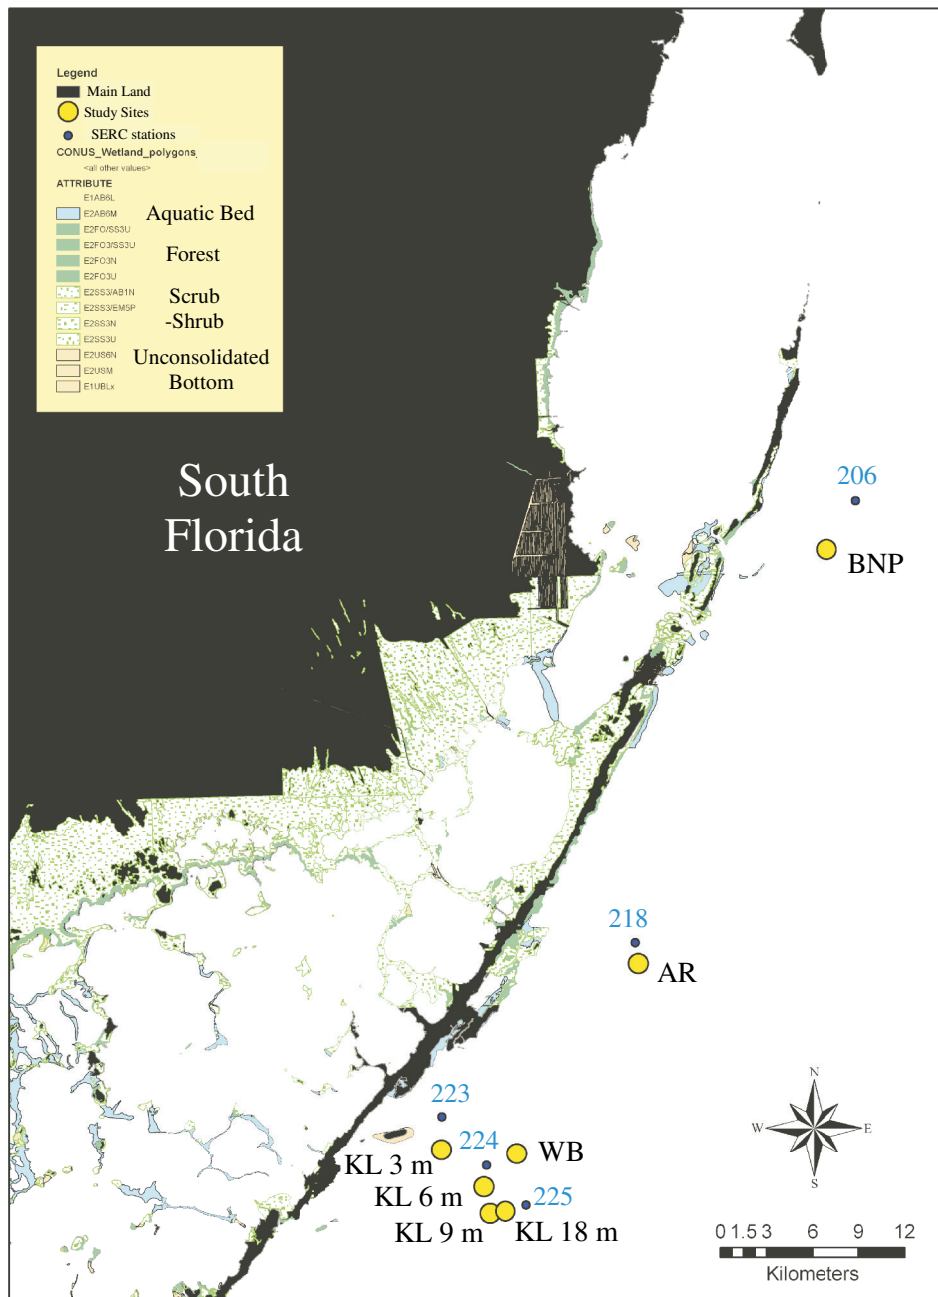 Legend
Main Land
Study Sites
SERC stations
CONUS_Wetland_polygons
<all other values>
ATTRIBUTE
E1AB6L
E2AB6M
Aquatic Bed
E2FO/SS3U
E2FO3/SS3U
Forest
E2FO3N
E2FO3U
E2SS3/AB1N
Scrub
E2SS3/EM5P
E2SS3N
-Shrub
E2SS3U
E2US6N
Unconsolidated
E2USM
Bottom
E1UBLx
South
Florida
206
BNP
218
AR
223
224
WB
KL 3 m
KL 6 m
225
KL 9 m
KL 18 m
N
W
E
S
0 1.5 3 6 9 12
Kilometers